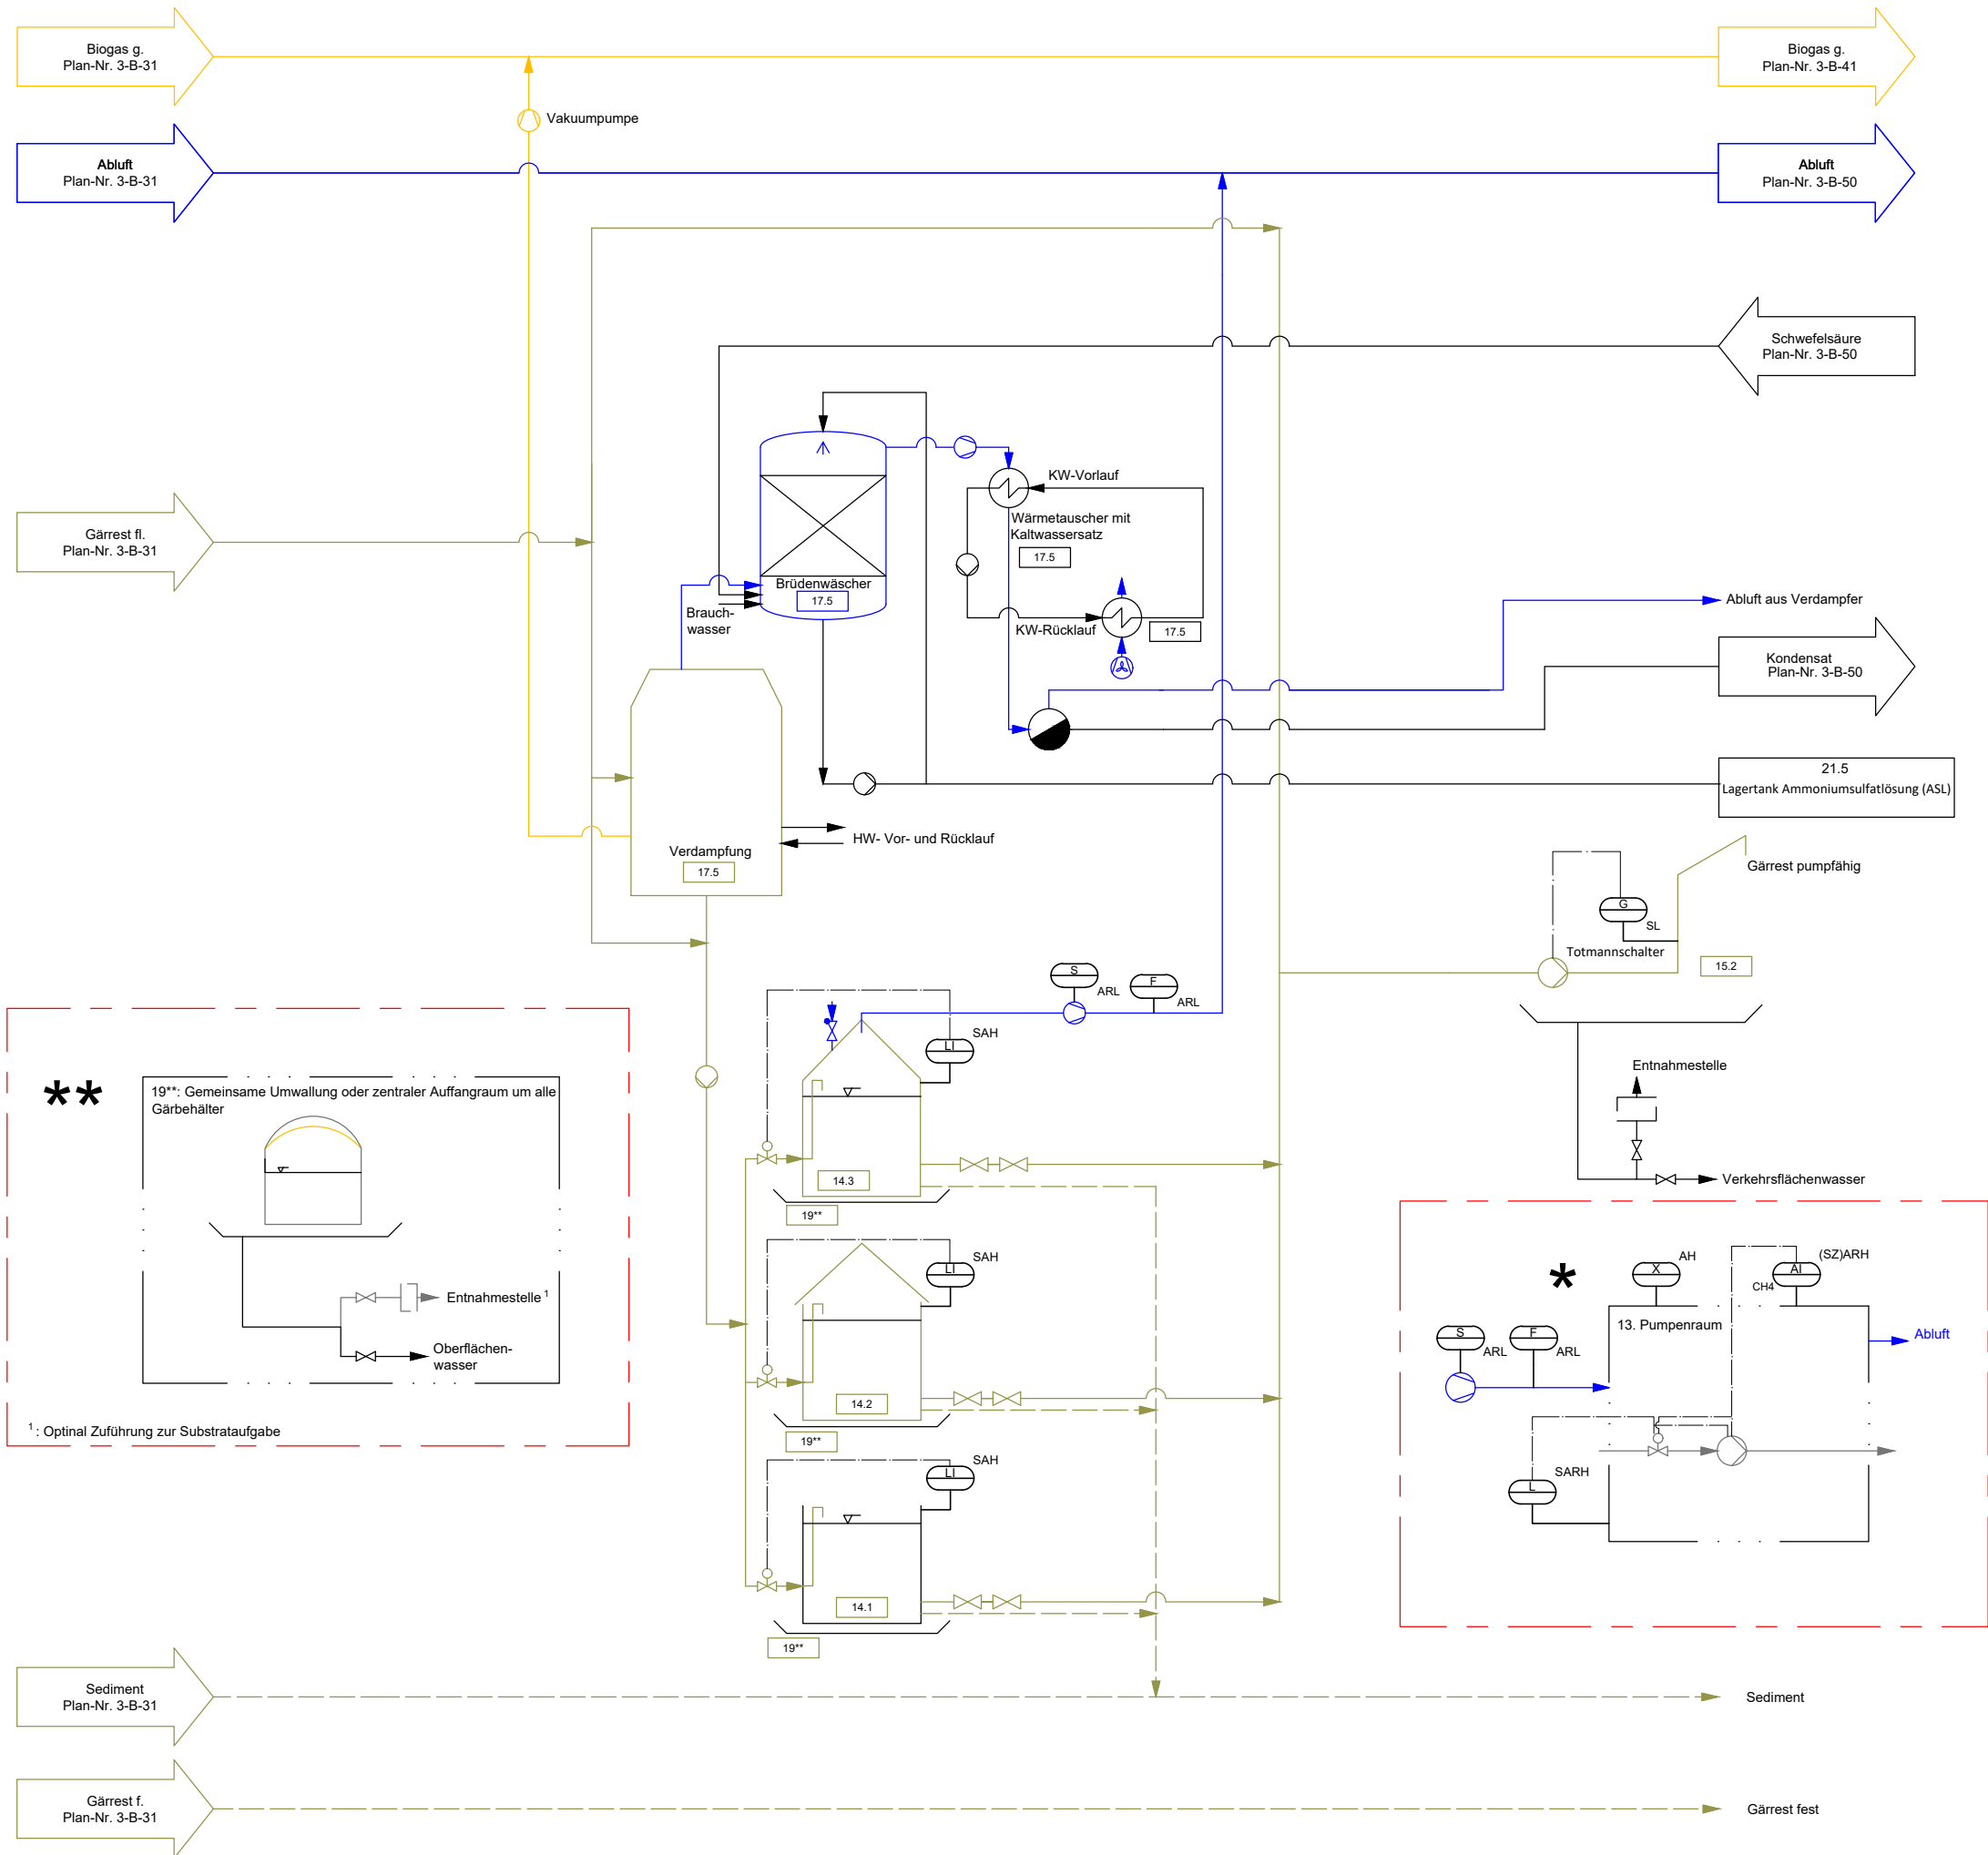 Biogas g.
Plan-Nr. 3-B-31
Biogas g.
Plan-Nr. 3-B-41
Vakuumpumpe
Abluft
Plan-Nr. 3-B-31
Abluft
Plan-Nr. 3-B-50
Schwefelsäure
Plan-Nr. 3-B-50
KW-Vorlauf
Wärmetauscher mit
Kaltwassersatz
17.5
Gärrest fl.
Plan-Nr. 3-B-31
Brüdenwäscher
17.5
Brauch-
wasser
KW-Rücklauf
17.5
Abluft aus Verdampfer
Kondensat
Plan-Nr. 3-B-50
21.5
Lagertank Ammoniumsulfatlösung (ASL)
HW- Vor- und Rücklauf
Verdampfung
17.5
Gärrest pumpfähig
G
SL
Totmannschalter
15.2
S
ARL
F
ARL
LI
SAH
14.3
19**
Entnahmestelle
Verkehrsflächenwasser
**
19**: Gemeinsame Umwallung oder zentraler Auffangraum um alle
Gärbehälter
Entnahmestelle 1
Oberflächen-
wasser
1 : Optinal Zuführung zur Substrataufgabe
LI
SAH
14.2
19**
LI
SAH
14.1
19**
*
X
AH
AI
(SZ)ARH
CH4
13. Pumpenraum
S
ARL
F
ARL
Abluft
L
SARH
Sediment
Plan-Nr. 3-B-31
Sediment
Gärrest f.
Plan-Nr. 3-B-31
Gärrest fest